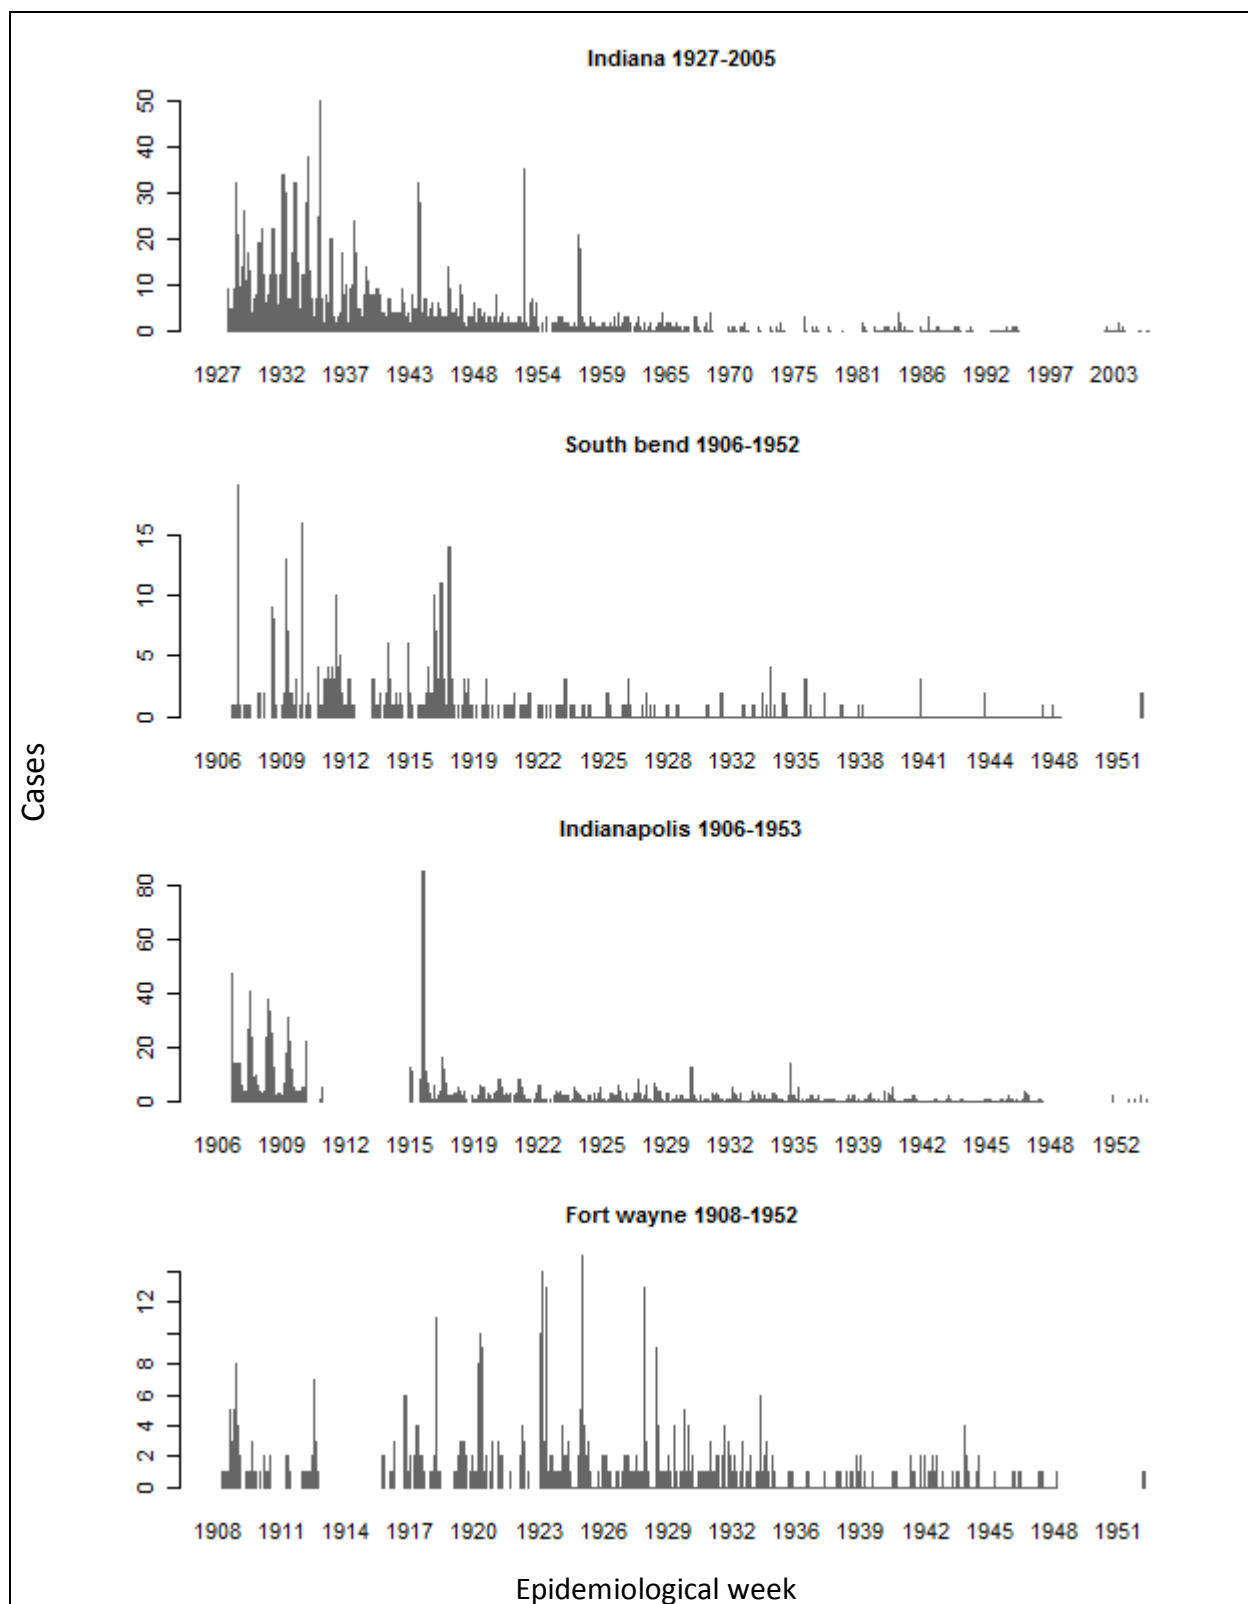 Indiana 1927-2005
50
40
30
20
10
0
1927 1932 1937 1943 1948 1954 1959 1965 1970 1975 1981 1986 1992 1997 2003
South bend 1906-1952
15
10
5
0
1906 1909 1912 1915 1919 1922 1925 1928 1932 1935 1938 1941 1944 1948 1951
Cases
Indianapolis 1906-1953
80
60
40
20
0
1906 1909 1912 1915 1919 1922 1925 1929 1932 1935 1939 1942 1945 1948 1952
Fort wayne 1908-1952
12
8
6
4
2
0
1908 1911 1914 1917 1920 1923 1926 1929 1932 1936 1939 1942 1945 1948 1951
Epidemiological week